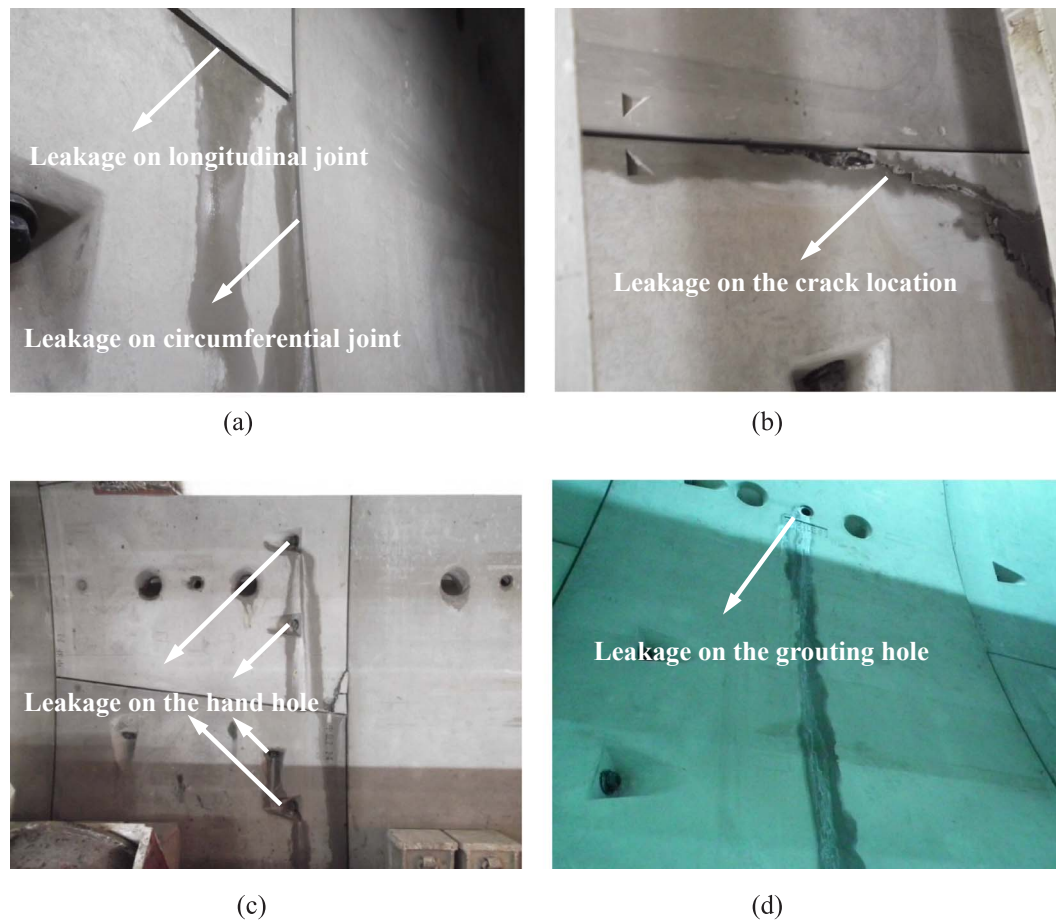 Leakage on longitudinal joint
Leakage on circumferential joint
(a)
Leakage on the crack location
(b)
Leakage on the hand hole
(c)
Leakage on the grouting hole
(d)